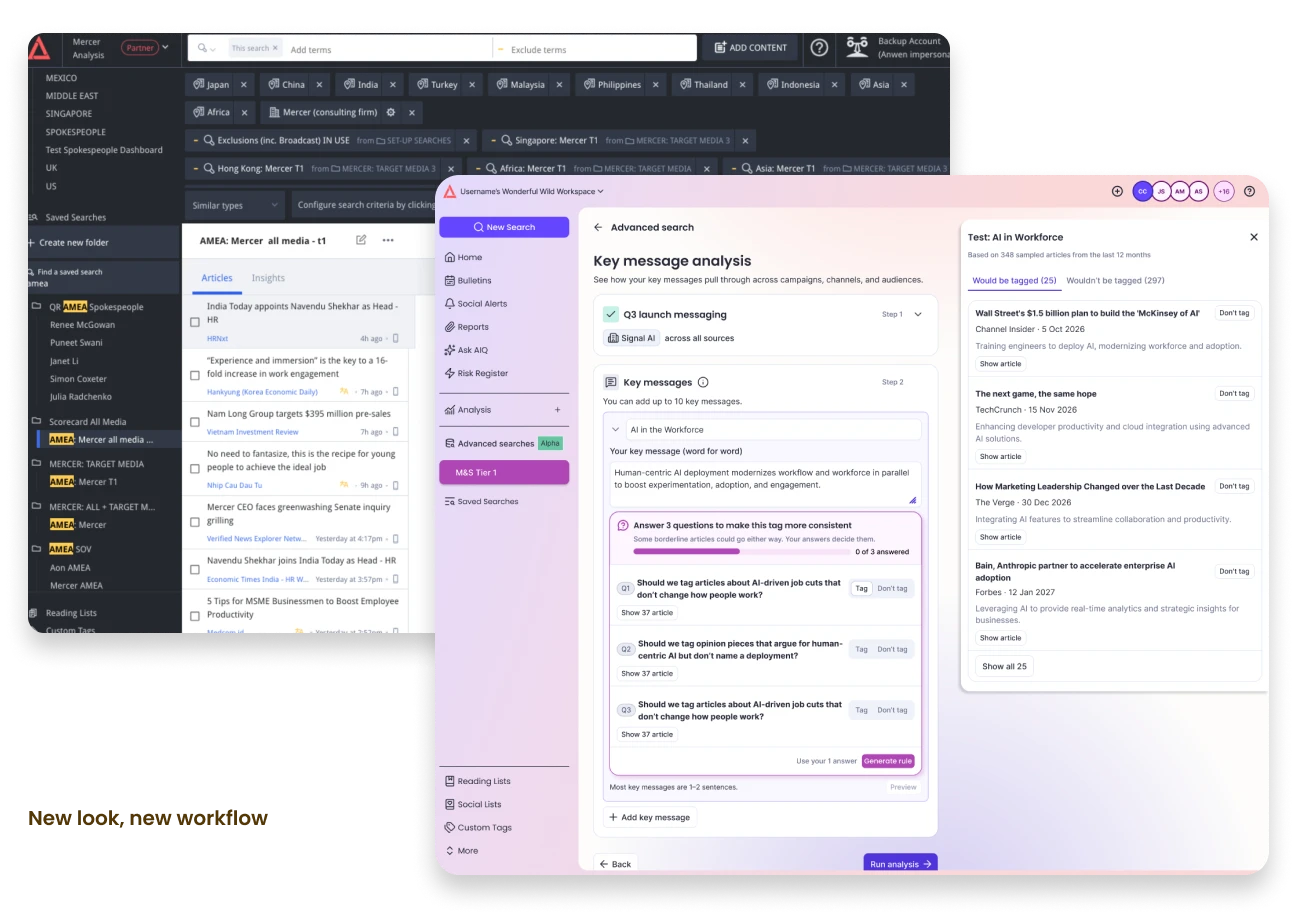 Mercer
Analysis
Partner
This search ×
Add terms
Exclude terms
ADD CONTENT
Backup Account
(Anwen impersona
MEXICO
MIDDLE EAST
SINGAPORE
SPOKESPEOPLE
Test Spokespeople Dashboard
UK
US
Saved Searches
Create new folder
Find a saved search
amea
QR AMEA Spokespeople
Renee McGowan
Puneet Swani
Janet Li
Simon Coxeter
Julia Radchenko
Scorecard All Media
AMEA: Mercer all media ...
MERCER: TARGET MEDIA
AMEA: Mercer T1
MERCER: ALL + TARGET M...
AMEA: Mercer
AMEA SOV
Aon AMEA
Mercer AMEA
Reading Lists
Custom Tags
Japan × China × India × Turkey × Malaysia × Philippines × Thailand × Indonesia × Asia ×
Africa × Mercer (consulting firm) ×
Exclusions (inc. Broadcast) IN USE from SET-UP SEARCHES × Singapore: Mercer T1 from MERCER: TARGET MEDIA 3 ×
Hong Kong: Mercer T1 from MERCER: TARGET MEDIA 3 × Africa: Mercer T1 from MERCER: TARGET MEDIA × Asia: Mercer T1 from MERCER: TARGET MEDIA 3
Similar types
Configure search criteria by clicking
AMEA: Mercer all media - t1
Articles
Insights
India Today appoints Navendu Shekhar as Head -
HR
HRNxt
4h ago
"Experience and immersion" is the key to a 16-
fold increase in work engagement
Hankyung (Korea Economic Daily)
7h ago
Nam Long Group targets $395 million pre-sales
Vietnam Investment Review
7h ago
No need to fantasize, this is the recipe for young
people to achieve the ideal job
Nhip Cau Dau Tu
9h ago
Mercer CEO faces greenwashing Senate inquiry
grilling
Verified News Explorer Netw...
Yesterday at 4:17pm
Navendu Shekhar joins India Today as Head - HR
Economic Times India - HR W...
Yesterday at 3:57pm
5 Tips for MSME Businessmen to Boost Employee
Productivity
Medcom.id
Yesterday at 2:52pm
Username's Wonderful Wild Workspace
CC JS AM AS +16
New Search
Home
Bulletins
Social Alerts
Reports
Ask AIQ
Risk Register
Analysis +
Advanced searches Alpha
M&S Tier 1
Saved Searches
Reading Lists
Social Lists
Custom Tags
More
Advanced search
Key message analysis
See how your key messages pull through across campaigns, channels, and audiences.
Q3 launch messaging
Step 1
Signal AI across all sources
Key messages
Step 2
You can add up to 10 key messages.
AI in the Workforce
Your key message (word for word)
Human-centric AI deployment modernizes workflow and workforce in parallel
to boost experimentation, adoption, and engagement.
Answer 3 questions to make this tag more consistent
Some borderline articles could go either way. Your answers decide them.
0 of 3 answered
Q1
Should we tag articles about AI-driven job cuts that
don't change how people work?
Tag Don't tag
Show 37 article
Q2
Should we tag opinion pieces that argue for human-
centric AI but don't name a deployment?
Tag Don't tag
Show 37 article
Q3
Should we tag articles about AI-driven job cuts that
don't change how people work?
Tag Don't tag
Show 37 article
Use your 1 answer Generate rule
Most key messages are 1–2 sentences.
Preview
Add key message
Back
Run analysis
Test: AI in Workforce
Based on 348 sampled articles from the last 12 months
Would be tagged (25) Wouldn't be tagged (297)
Wall Street's $1.5 billion plan to build the 'McKinsey of AI'
Don't tag
Channel Insider · 5 Oct 2026
Training engineers to deploy AI, modernizing workforce and adoption.
Show article
The next game, the same hope
Don't tag
TechCrunch · 15 Nov 2026
Enhancing developer productivity and cloud integration using advanced
AI solutions.
Show article
How Marketing Leadership Changed over the Last Decade
Don't tag
The Verge · 30 Dec 2026
Integrating AI features to streamline collaboration and productivity.
Show article
Bain, Anthropic partner to accelerate enterprise AI
adoption
Don't tag
Forbes · 12 Jan 2027
Leveraging AI to provide real-time analytics and strategic insights for
businesses.
Show article
Show all 25
New look, new workflow